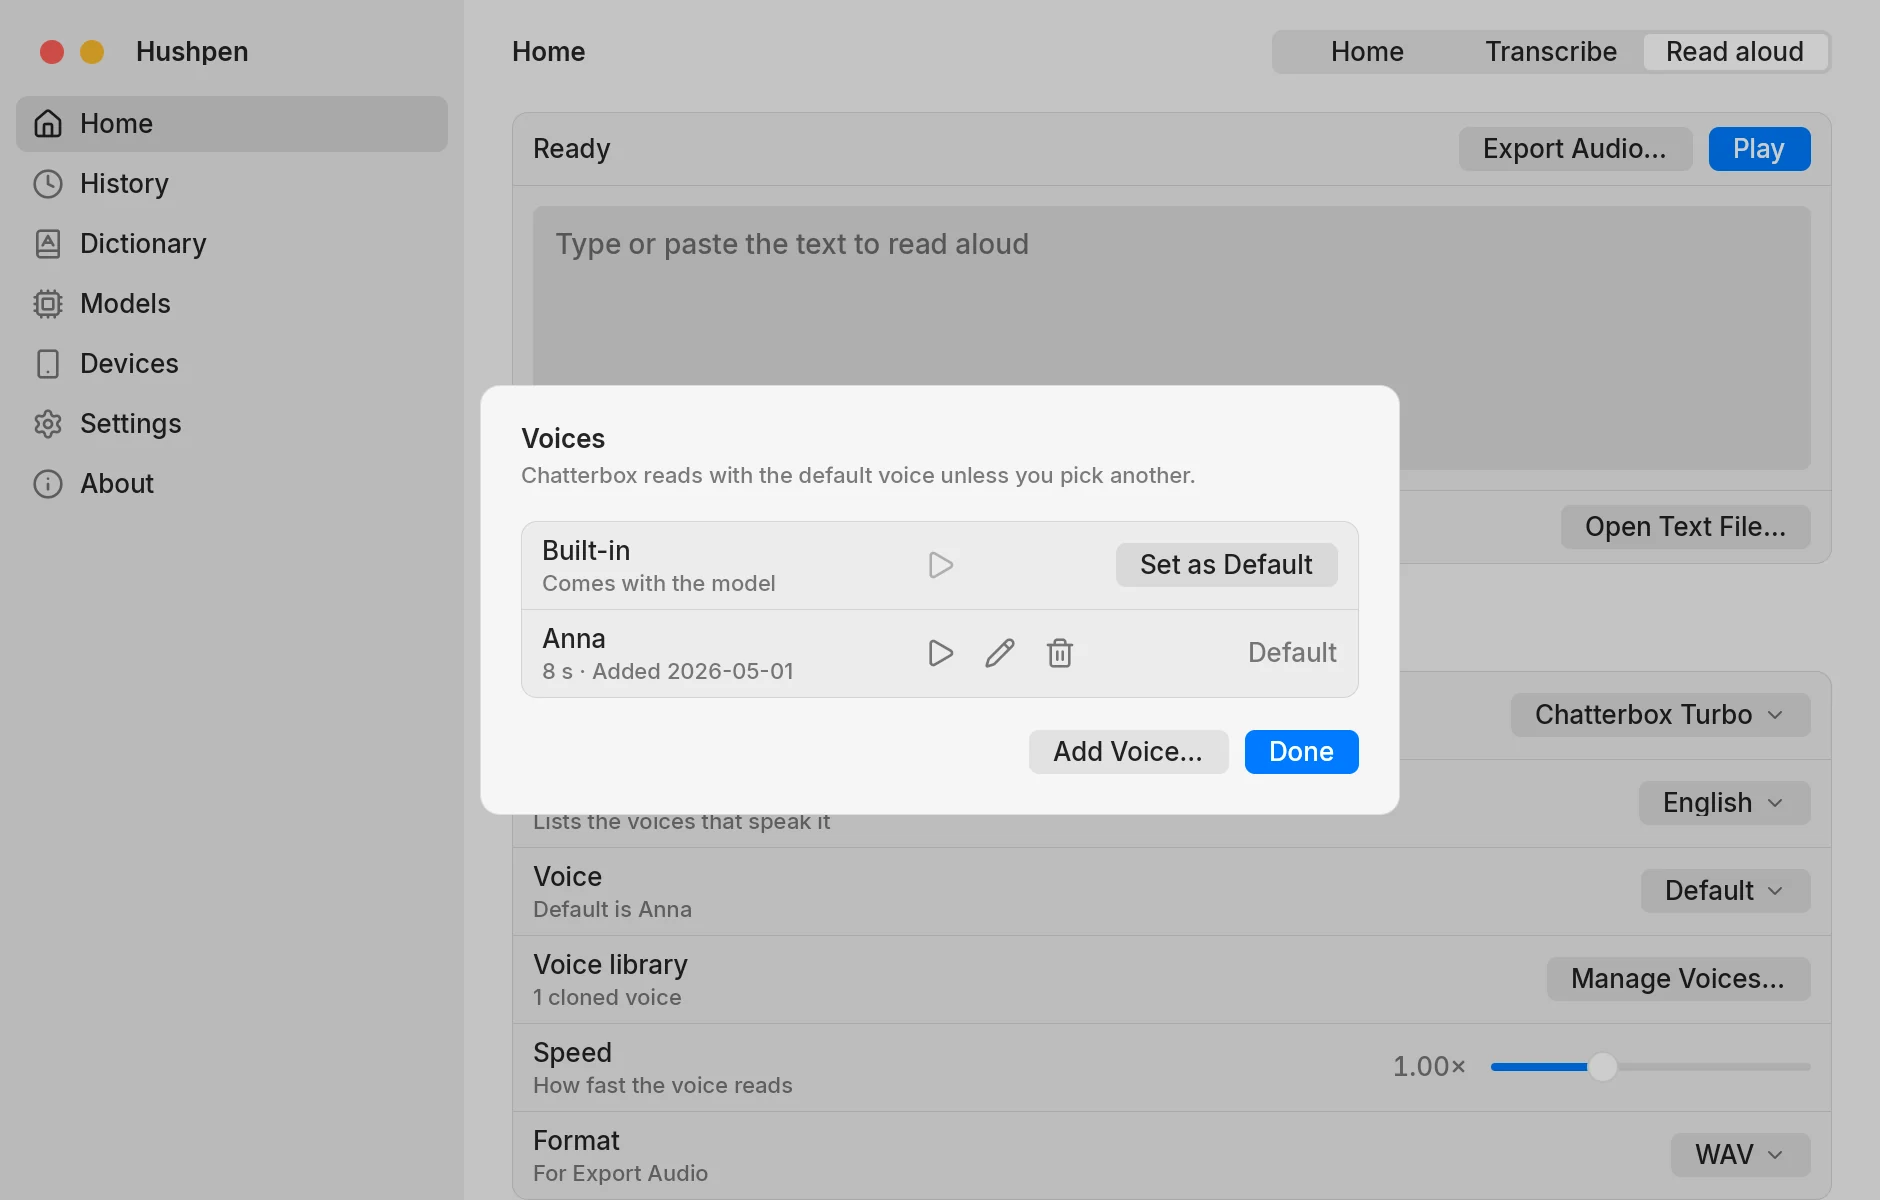 Hushpen
Home
History
Dictionary
Models
Devices
Settings
About
Home
Home
Transcribe
Read aloud
Ready
Export Audio...
Play
Type or paste the text to read aloud
Open Text File...
Voices
Chatterbox reads with the default voice unless you pick another.
Built-in
Comes with the model
Set as Default
Anna
8 s · Added 2026-05-01
Default
Add Voice...
Done
Chatterbox Turbo
Lists the voices that speak it
English
Voice
Default is Anna
Default
Voice library
1 cloned voice
Manage Voices...
Speed
How fast the voice reads
1.00×
Format
For Export Audio
WAV